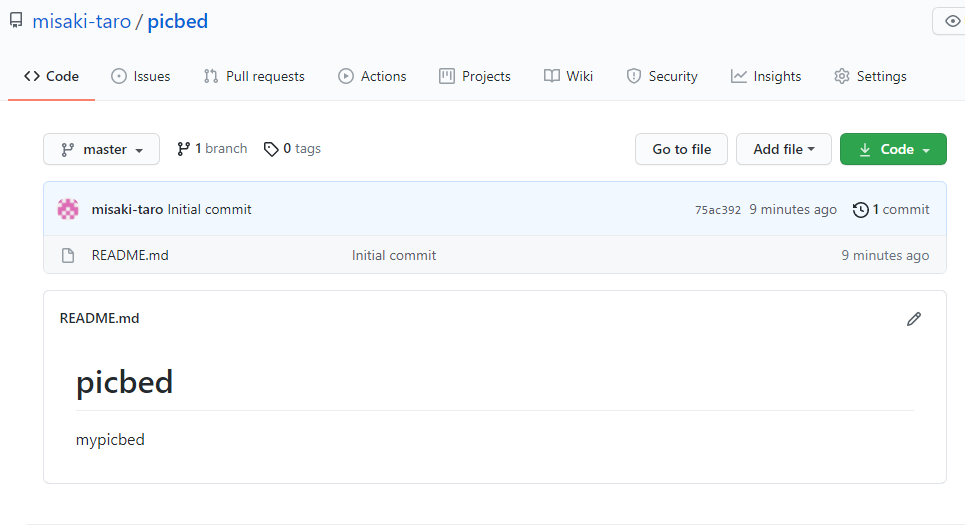 misaki-taro / picbed
Code Issues Pull requests Actions Projects Wiki Security Insights Settings
master 1 branch 0 tags Go to file Add file Code
misaki-taro Initial commit 75ac392 9 minutes ago 1 commit
README.md Initial commit 9 minutes ago
README.md
picbed
mypicbed